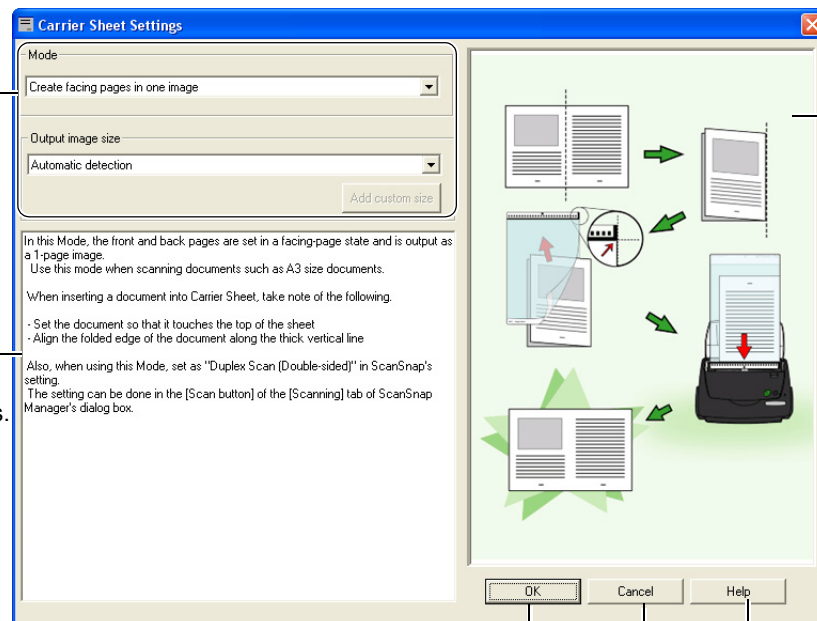 Carrier Sheet Settings
Mode
Create facing pages in one image
Output image size
Automatic detection
Add custom size
In this Mode, the front and back pages are set in a facing-page state and is output as
a 1-page image.
Use this mode when scanning documents such as A3 size documents.
When inserting a document into Carrier Sheet, take note of the following.
- Set the document so that it touches the top of the sheet
- Align the folded edge of the document along the thick vertical line
Also, when using this Mode, set as "Duplex Scan (Double-sided)" in ScanSnap's
setting.
The setting can be done in the [Scan button] of the [Scanning] tab of ScanSnap
Manager's dialog box.
s.
OK
Cancel
Help